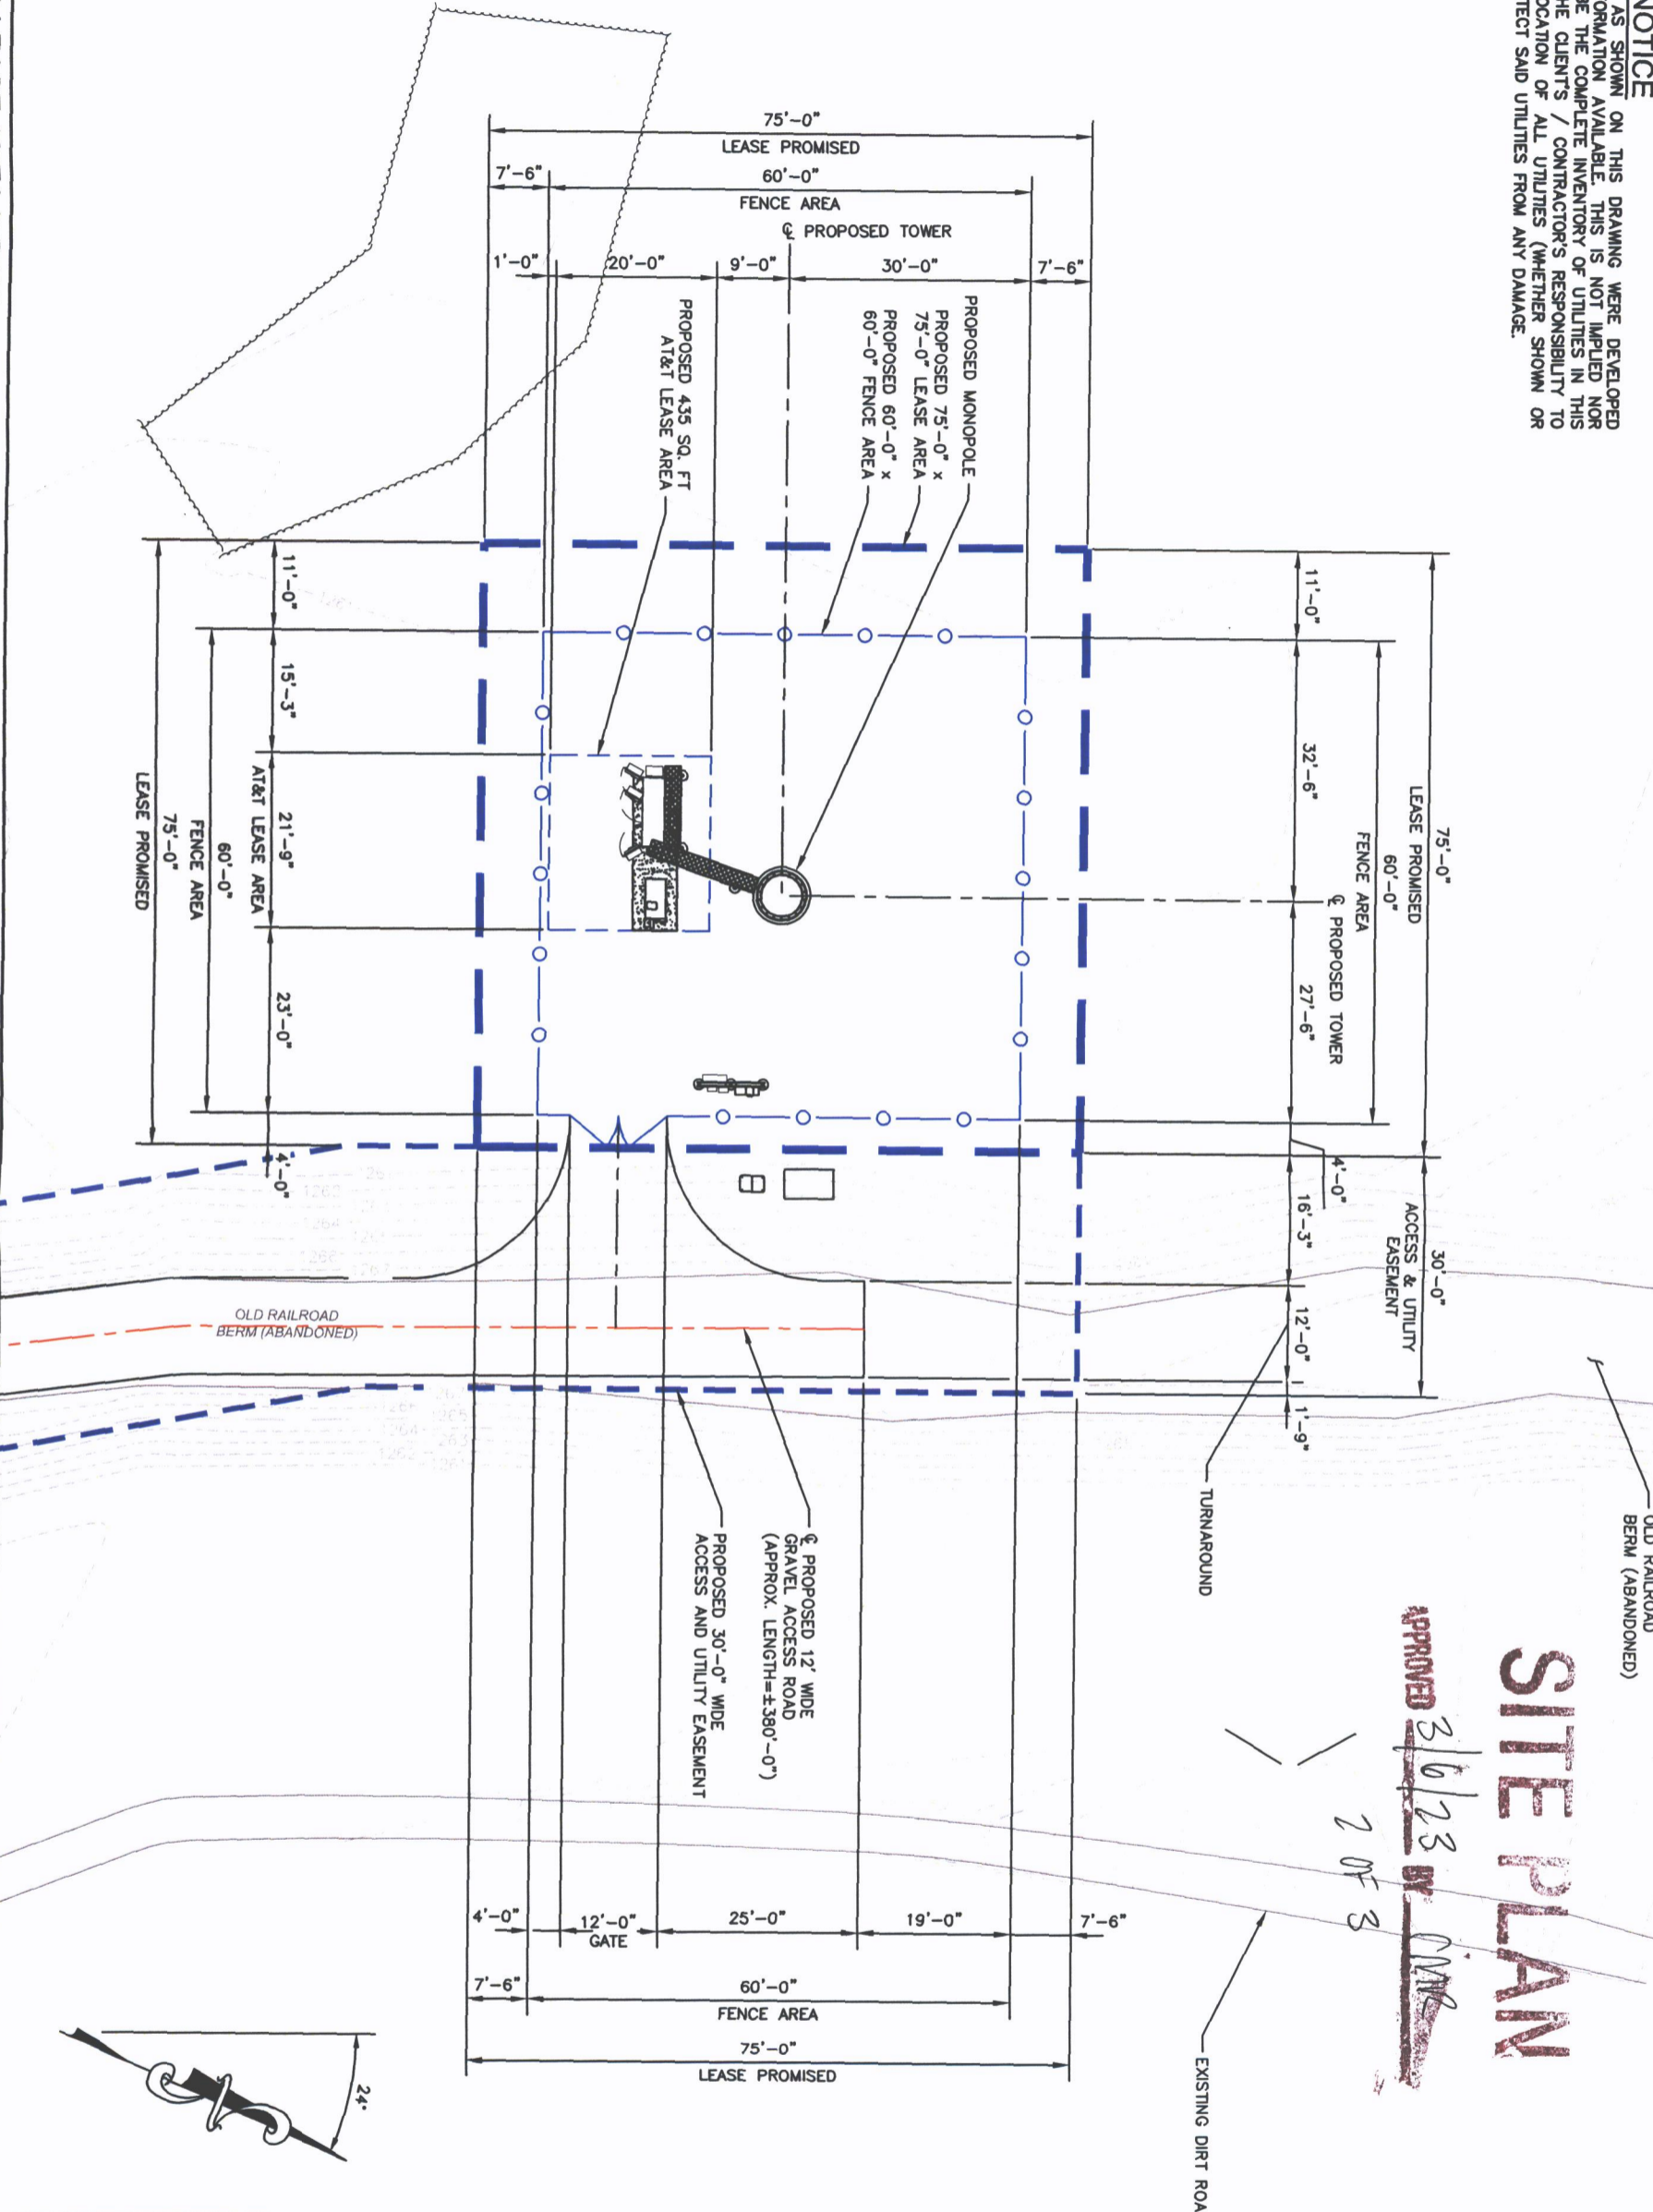 NOTICE
AS SHOWN ON THIS DRAWING WERE DEVELOPED
ORMATION AVAILABLE. THIS IS NOT IMPLIED NOR
BE THE COMPLETE INVENTORY OF UTILITIES IN THIS
HE CLIENT'S / CONTRACTOR'S RESPONSIBILITY TO
OCATION OF ALL UTILITIES (WHETHER SHOWN OR
TECT SAID UTILITIES FROM ANY DAMAGE.
75'-0"
LEASE PROMISED
7'-6"
60'-0"
FENCE AREA
℄ PROPOSED TOWER
1'-0"
20'-0"
9'-0"
30'-0"
7'-6"
PROPOSED MONOPOLE
PROPOSED 75'-0" x
75'-0" LEASE AREA
PROPOSED 60'-0" x
60'-0" FENCE AREA
PROPOSED 435 SQ. FT
AT&T LEASE AREA
75'-0"
LEASE PROMISED
60'-0"
FENCE AREA
℄ PROPOSED TOWER
11'-0"
32'-6"
27'-6"
4'-0"
16'-3"
12'-0"
1'-9"
30'-0"
ACCESS & UTILITY
EASEMENT
11'-0"
15'-3"
21'-9"
AT&T LEASE AREA
23'-0"
4'-0"
60'-0"
FENCE AREA
75'-0"
LEASE PROMISED
OLD RAILROAD
BERM (ABANDONED)
1262
1264
1266
1264
1262
OLD RAILROAD
BERM (ABANDONED)
TURNAROUND
℄ PROPOSED 12' WIDE
GRAVEL ACCESS ROAD
(APPROX. LENGTH=±380'-0")
PROPOSED 30'-0" WIDE
ACCESS AND UTILITY EASEMENT
SITE PLAN
APPROVED 3/6/23 BY
2 OF 3
EXISTING DIRT ROA
4'-0"
12'-0"
GATE
25'-0"
19'-0"
7'-6"
7'-6"
60'-0"
FENCE AREA
75'-0"
LEASE PROMISED
24°